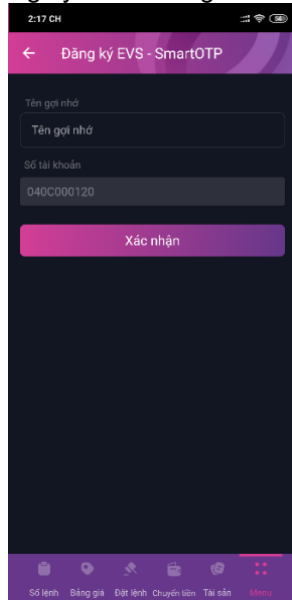 2:17 CH
Đăng ký EVS - SmartOTP
Tên gợi nhớ
Tên gợi nhớ
Số tài khoản
040C000120
Xác nhận
Sổ lệnh Bảng giá Đặt lệnh Chuyển tiền Tài sản Menu